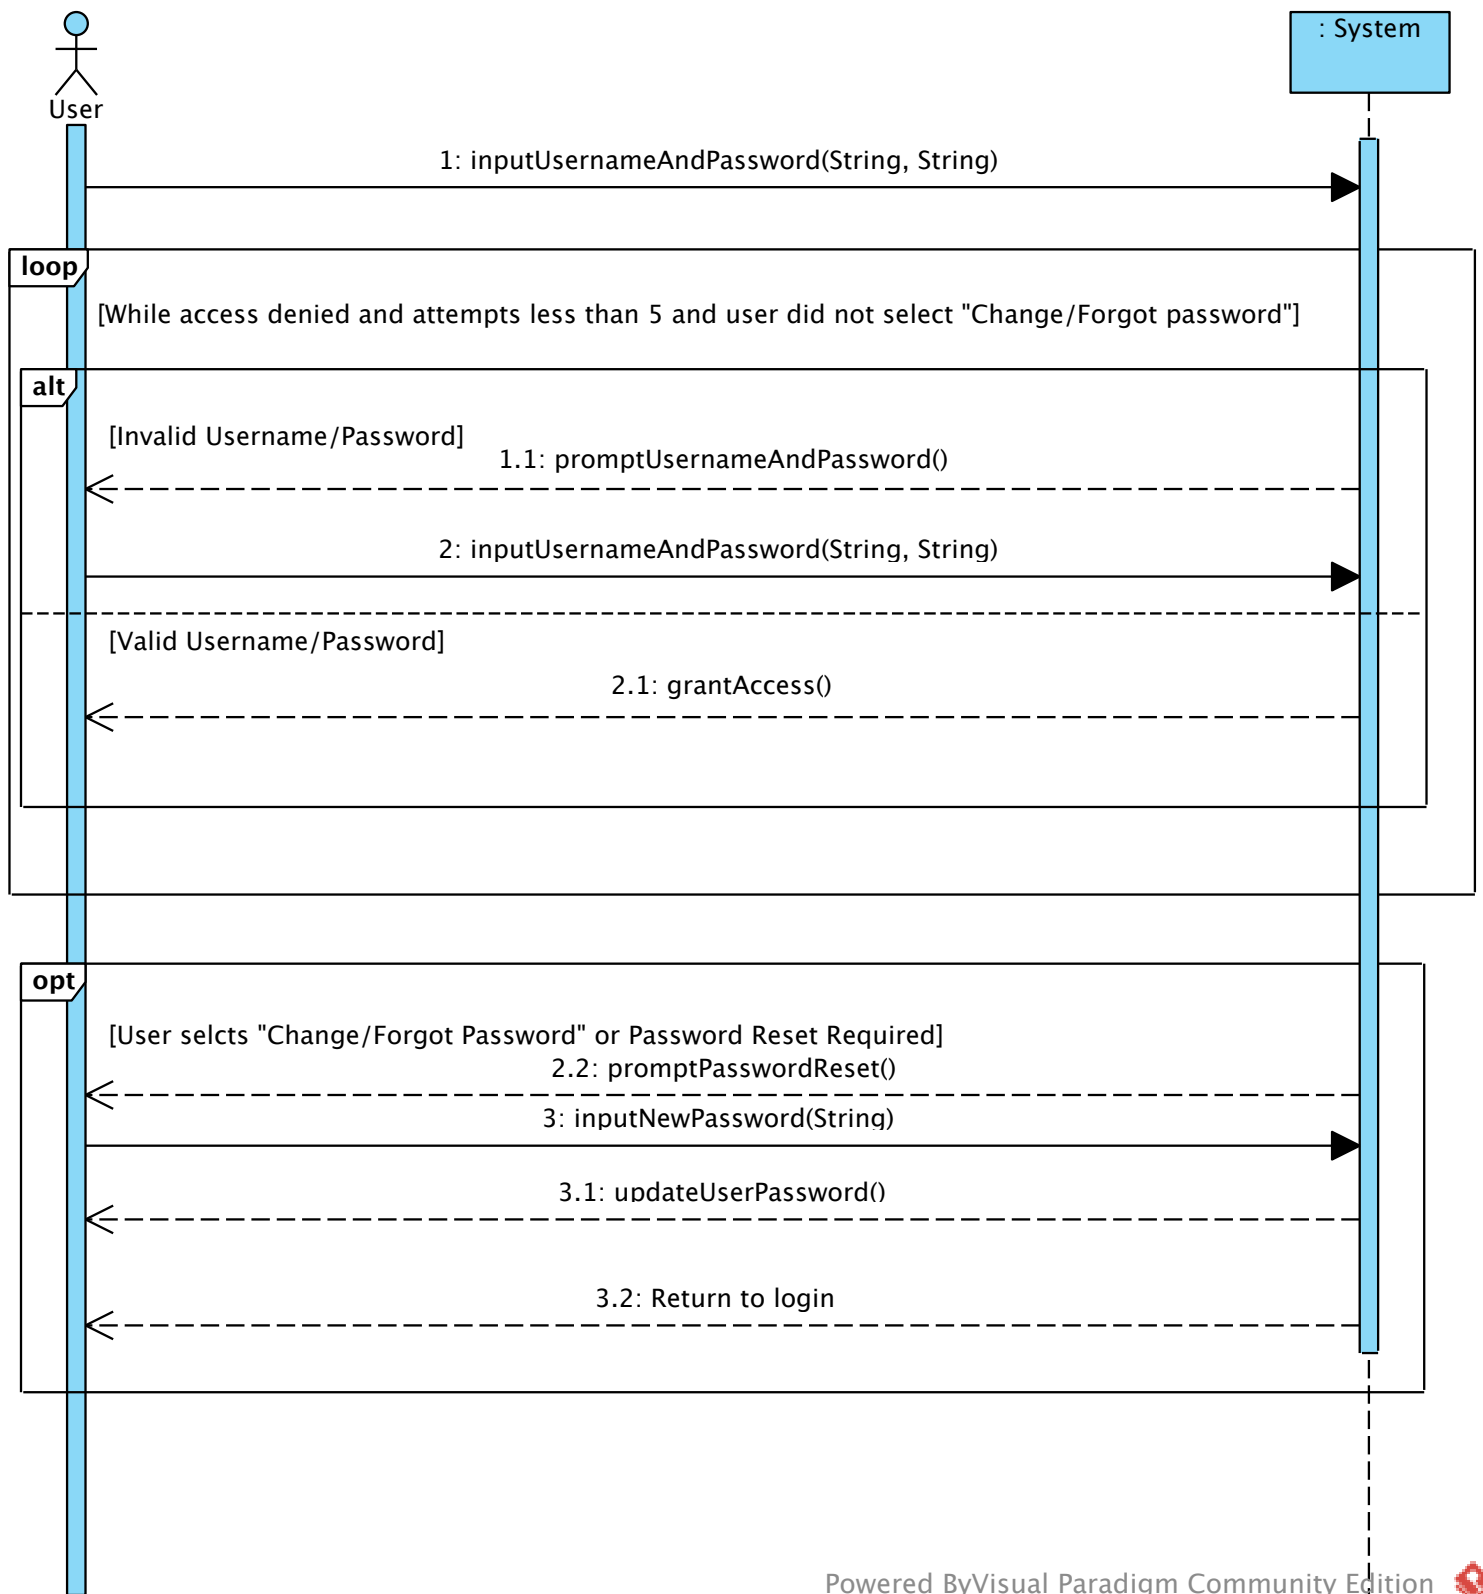 : System
User
1: inputUsernameAndPassword(String, String)
loop
[While access denied and attempts less than 5 and user did not select "Change/Forgot password"]
alt
[Invalid Username/Password]
1.1: promptUsernameAndPassword()
2: inputUsernameAndPassword(String, String)
[Valid Username/Password]
2.1: grantAccess()
opt
[User selcts "Change/Forgot Password" or Password Reset Required]
2.2: promptPasswordReset()
3: inputNewPassword(String)
3.1: updateUserPassword()
3.2: Return to login
Powered ByVisual Paradigm Community Edition